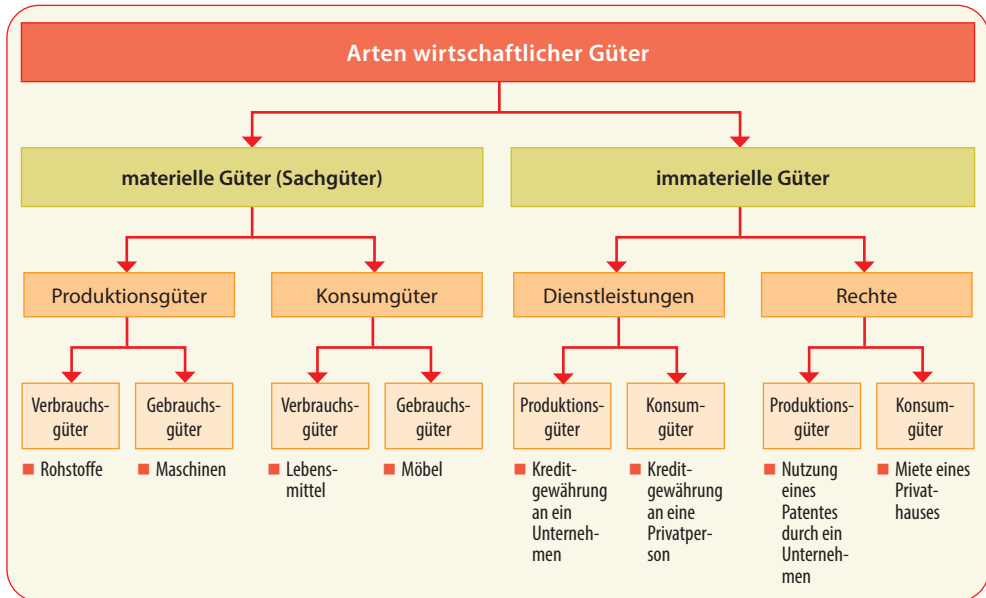 Arten wirtschaftlicher Güter
materielle Güter (Sachgüter)
immaterielle Güter
Produktionsgüter
Konsumgüter
Dienstleistungen
Rechte
Verbrauchs-
güter
Gebrauchs-
güter
Verbrauchs-
güter
Gebrauchs-
güter
Produktions-
güter
Konsum-
güter
Produktions-
güter
Konsum-
güter
Rohstoffe
Maschinen
Lebens-
mittel
Möbel
Kredit-
gewährung
an ein
Unterneh-
men
Kredit-
gewährung
an eine
Privatper-
son
Nutzung
eines
Patentes
durch ein
Unterneh-
men
Miete eines
Privat-
hauses